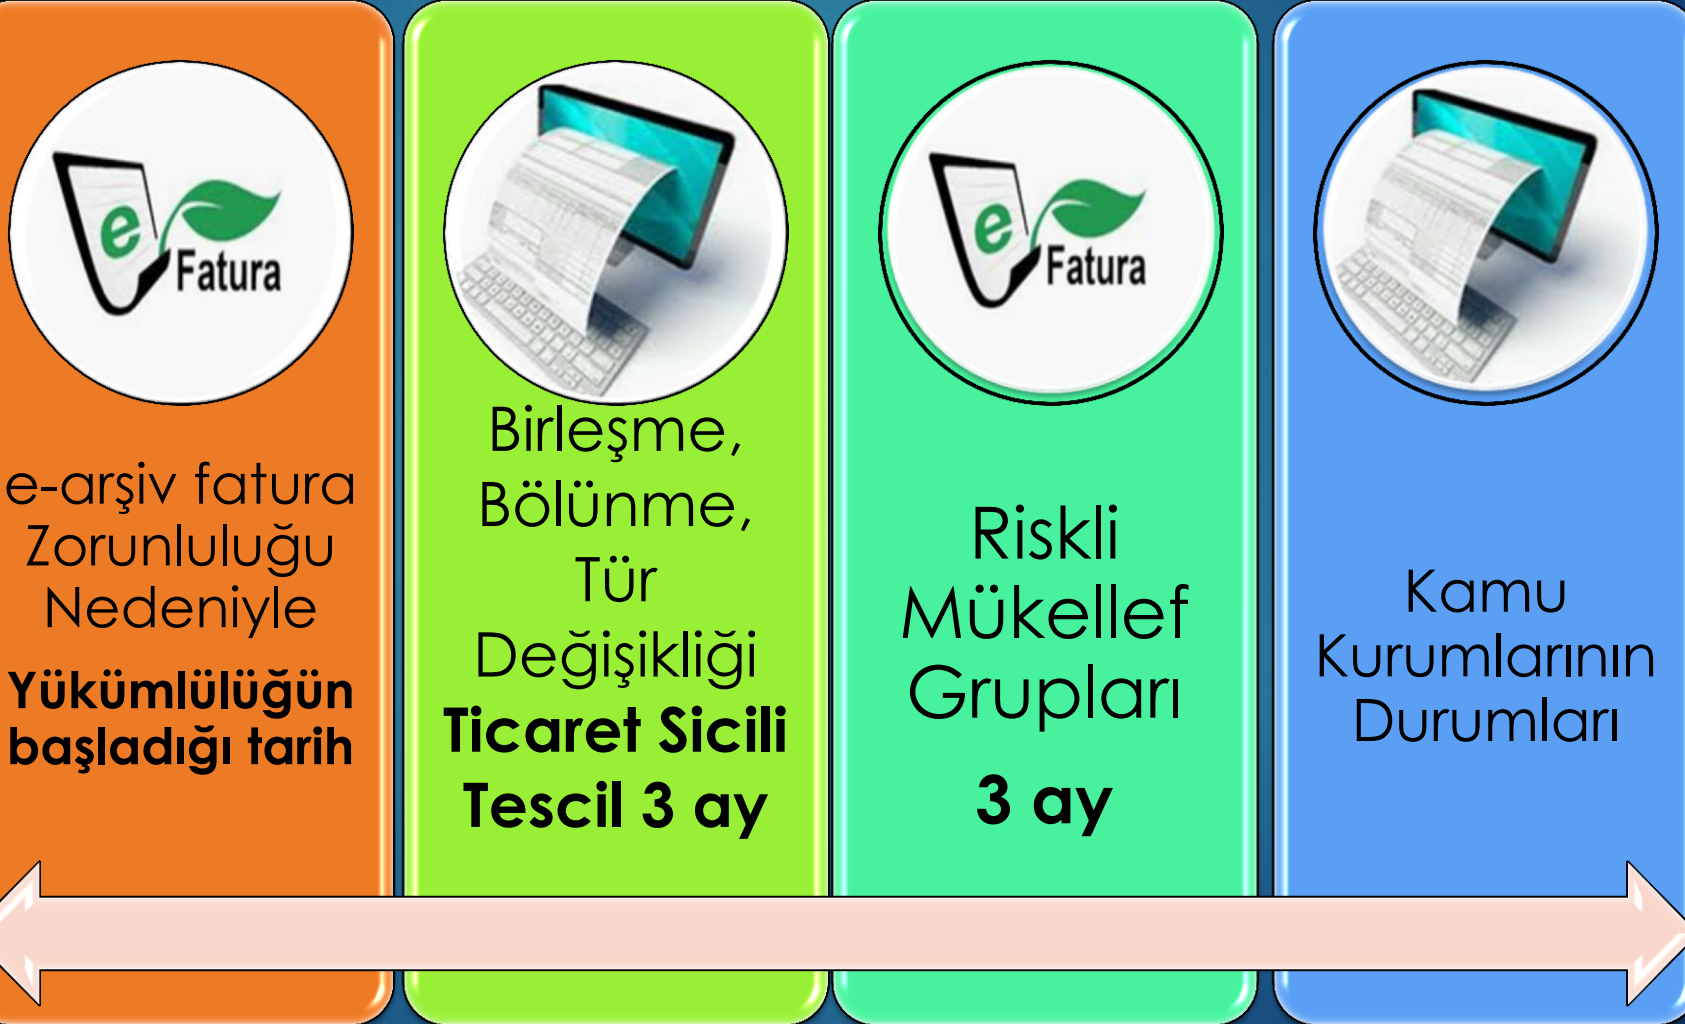 e
Fatura
e-arşiv fatura
Zorunluluğu
Nedeniyle
Yükümlülüğün
başladığı tarih
Birleşme,
Bölünme,
Tür
Değişikliği
Ticaret Sicili
Tescil 3 ay
e
Fatura
Riskli
Mükellef
Grupları
3 ay
Kamu
Kurumlarının
Durumları